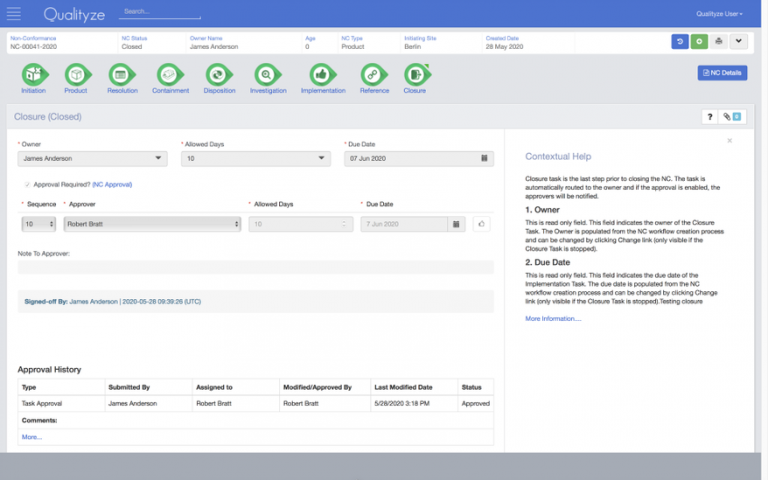 Qualityze
Search...
Qualityze User
Non-Conformance NC Status Owner Name Age NC Type Initiating Site Created Date
NC-00041-2020 Closed James Anderson 0 Product Berlin 28 May 2020
Initiation Product Resolution Containment Disposition Investigation Implementation Reference Closure
NC Details
Closure (Closed)
?
* Owner * Allowed Days * Due Date
James Anderson 10 07 Jun 2020
Approval Required? (NC Approval)
* Sequence * Approver * Allowed Days * Due Date
10 Robert Bratt 10 7 Jun 2020
Note To Approver:
Signed-off By: James Anderson | 2020-05-28 09:39:26 (UTC)
Approval History
Type Submitted By Assigned to Modified/Approved By Last Modified Date Status
Task Approval James Anderson Robert Bratt Robert Bratt 5/28/2020 3:18 PM Approved
Comments:
More...
Contextual Help
Closure task is the last step prior to closing the NC. The task is
automatically routed to the owner and if the approval is enabled, the
approvers will be notified.
1. Owner
This is read only field. This field indicates the owner of the Closure
Task. The Owner is populated from the NC workflow creation process
and can be changed by clicking Change link (only visible if the
Closure Task is stopped).
2. Due Date
This is read only field. This field indicates the due date of the
Implementation Task. The due date is populated from the NC
workflow creation process and can be changed by clicking Change
link (only visible if the Closure Task is stopped).Testing closure
More Information....